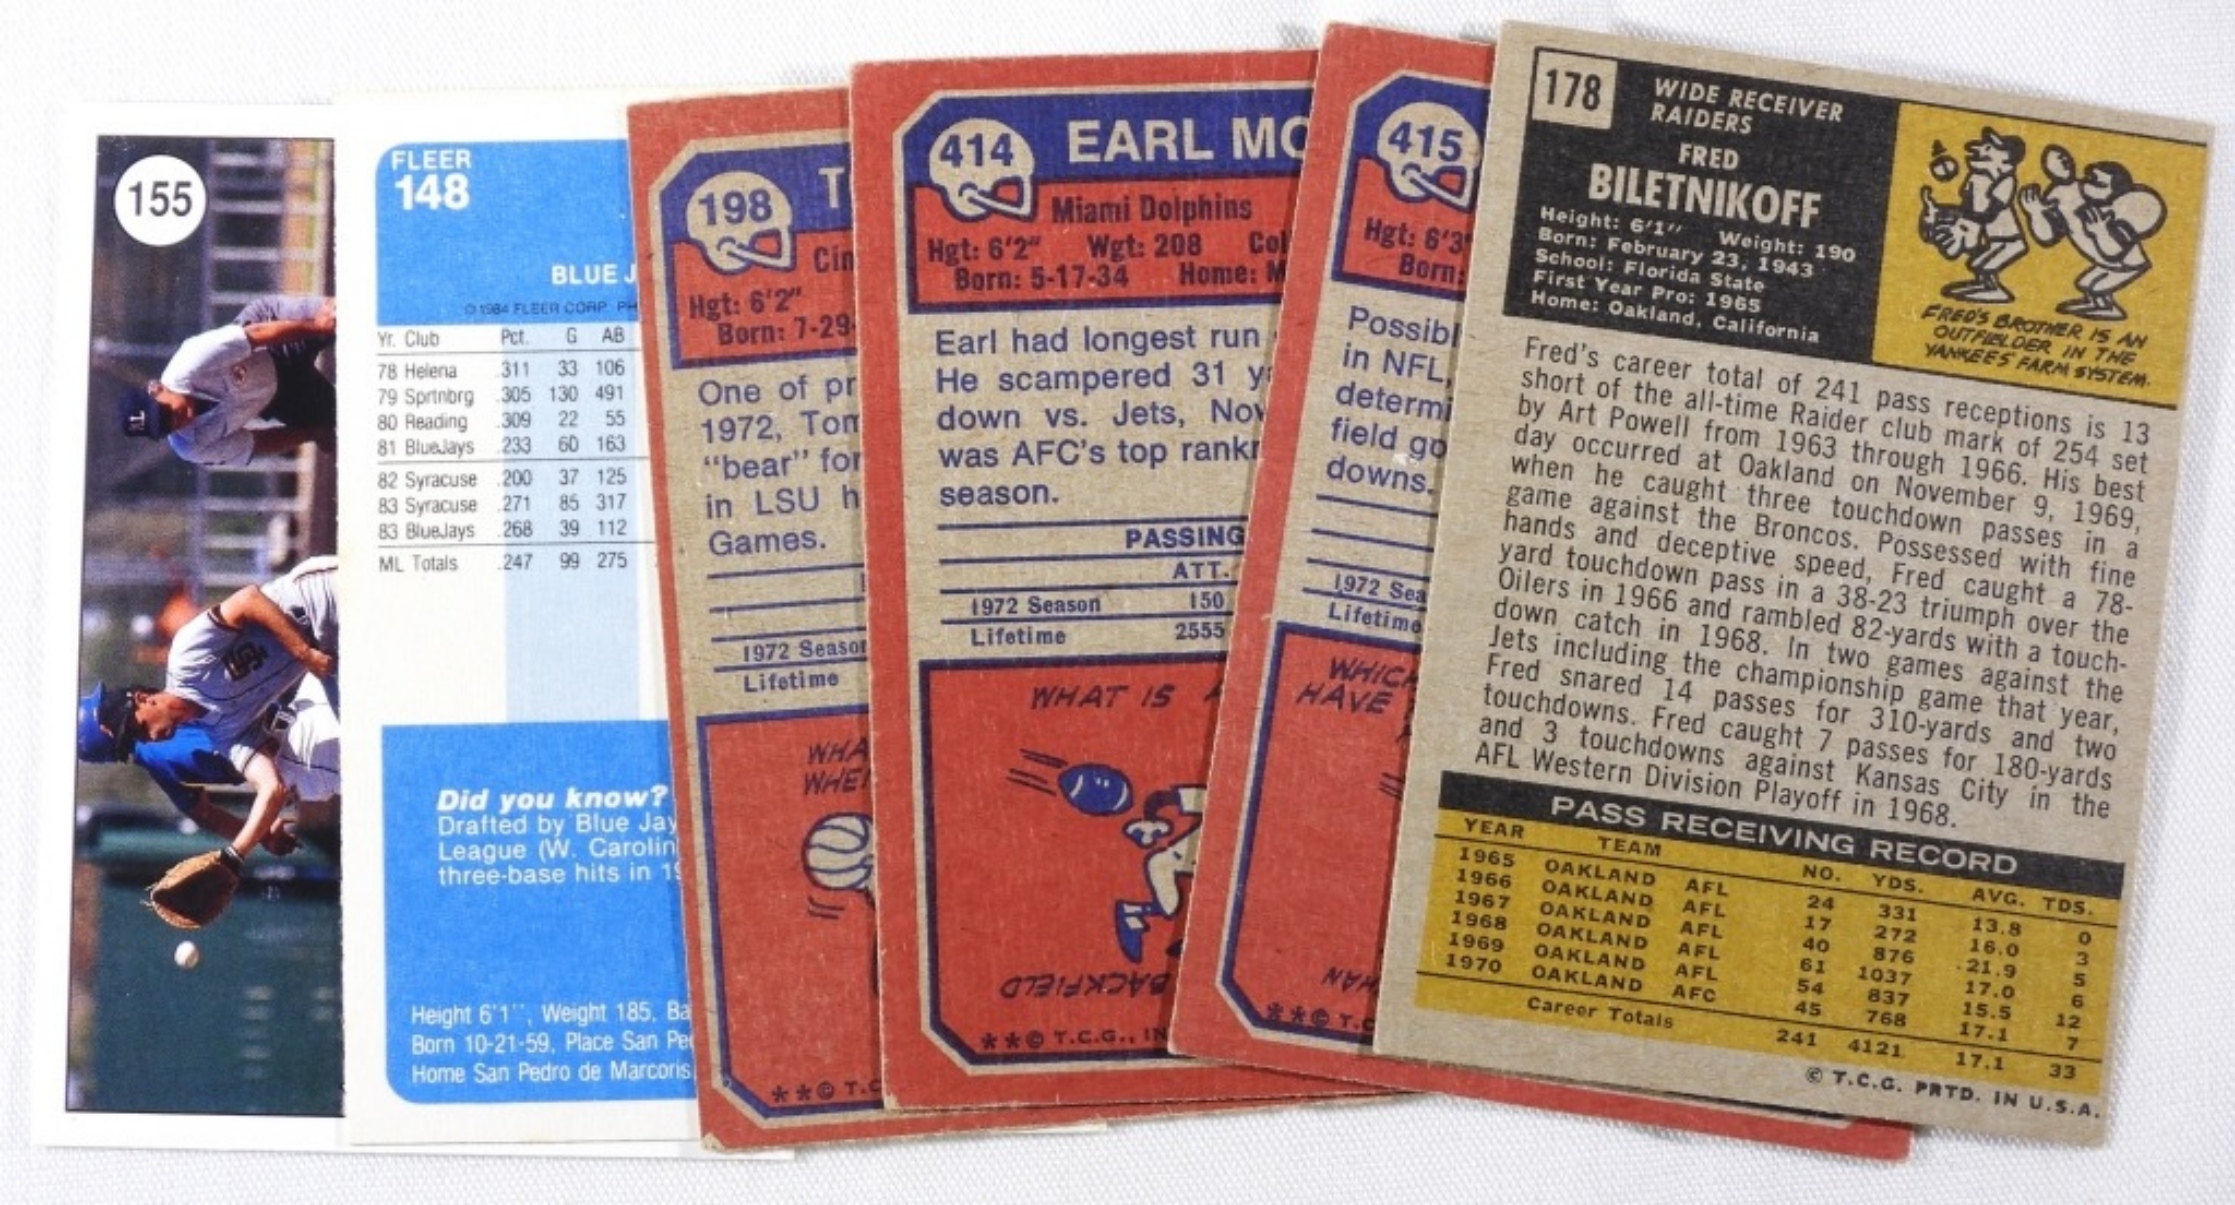 155
FLEER
148
BLUE J
© 1984 FLEER CORP. PH
Yr. Club Pct. G AB
78 Helena .311 33 106
79 Sprtnbrg .305 130 491
80 Reading .309 22 55
81 BlueJays .233 60 163
82 Syracuse .200 37 125
83 Syracuse .271 85 317
83 BlueJays .268 39 112
ML Totals .247 99 275
Did you know?
Drafted by Blue Jay
League (W. Carolin
three-base hits in 19
Height 6'1'', Weight 185, Ba
Born 10-21-59, Place San Pe
Home San Pedro de Marcoris
198 T
Cin
Hgt: 6'2"
Born: 7-29-
One of pr
1972, Tom
"bear" for
in LSU h
Games.
1972 Season
Lifetime
WHA
WHEN
**© T.C
414 EARL MO
Miami Dolphins
Hgt: 6'2" Wgt: 208 Col
Born: 5-17-34 Home: M
Earl had longest run
He scampered 31 y
down vs. Jets, Nov
was AFC's top rankr
season.
PASSING
ATT.
1972 Season 150
Lifetime 2555
WHAT IS A
BACKFIELD
**© T.C.G., IN
415
Hgt: 6'3"
Born:
Possibl
in NFL,
determi
field go
downs.
1972 Sea
Lifetime
WHICH
HAVE
MAN
**© T.C
178
WIDE RECEIVER
RAIDERS
FRED
BILETNIKOFF
Height: 6'1" Weight: 190
Born: February 23, 1943
School: Florida State
First Year Pro: 1965
Home: Oakland, California
FRED'S BROTHER IS AN
OUTFIELDER IN THE
YANKEES FARM SYSTEM.
Fred's career total of 241 pass receptions is 13
short of the all-time Raider club mark of 254 set
by Art Powell from 1963 through 1966. His best
day occurred at Oakland on November 9, 1969,
when he caught three touchdown passes in a
game against the Broncos. Possessed with fine
hands and deceptive speed, Fred caught a 78-
yard touchdown pass in a 38-23 triumph over the
Oilers in 1966 and rambled 82-yards with a touch-
down catch in 1968. In two games against the
Jets including the championship game that year,
Fred snared 14 passes for 310-yards and two
touchdowns. Fred caught 7 passes for 180-yards
and 3 touchdowns against Kansas City in the
AFL Western Division Playoff in 1968.
PASS RECEIVING RECORD
YEAR TEAM NO. YDS. AVG. TDS.
1965 OAKLAND AFL 24 331 13.8 0
1966 OAKLAND AFL 17 272 16.0 3
1967 OAKLAND AFL 40 876 21.9 5
1968 OAKLAND AFL 61 1037 17.0 6
1969 OAKLAND AFL 54 837 15.5 12
1970 OAKLAND AFC 45 768 17.1 7
Career Totals 241 4121 17.1 33
© T.C.G. PRTD. IN U.S.A.